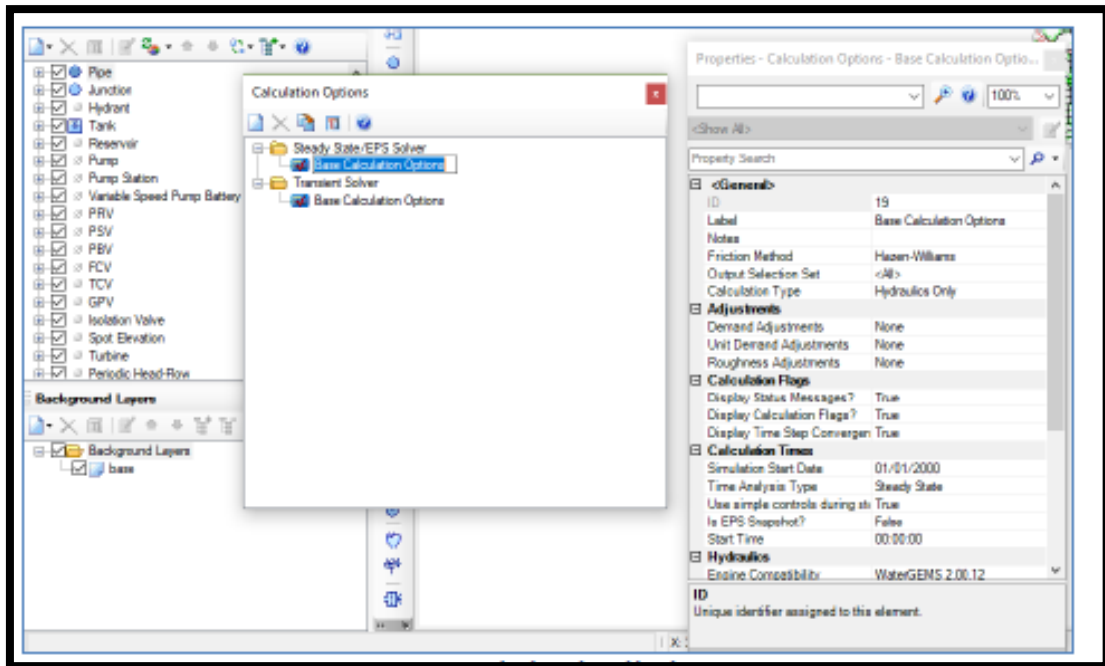 Pipe
Junction
Hydrant
Tank
Reservoir
Pump
Pump Station
Variable Speed Pump Battery
PRV
PSV
PBV
FCV
TCV
GPV
Isolation Valve
Spot Elevation
Turbine
Periodic Head-Flow
Background Layers
Background Layers
base
Calculation Options
Steady State/EPS Solver
Base Calculation Options
Transient Solver
Base Calculation Options
Properties - Calculation Options - Base Calculation Optio...
100%
<Show All>
Property Search
<General>
ID 19
Label Base Calculation Options
Notes
Friction Method Hazen-Williams
Output Selection Set <All>
Calculation Type Hydraulics Only
Adjustments
Demand Adjustments None
Unit Demand Adjustments None
Roughness Adjustments None
Calculation Flags
Display Status Messages? True
Display Calculation Flags? True
Display Time Step Convergen True
Calculation Times
Simulation Start Date 01/01/2000
Time Analysis Type Steady State
Use simple controls during st True
Is EPS Snapshot? False
Start Time 00:00:00
Hydraulics
Engine Compatibility WaterGEMS 2.00.12
ID
Unique identifier assigned to this element.
X: